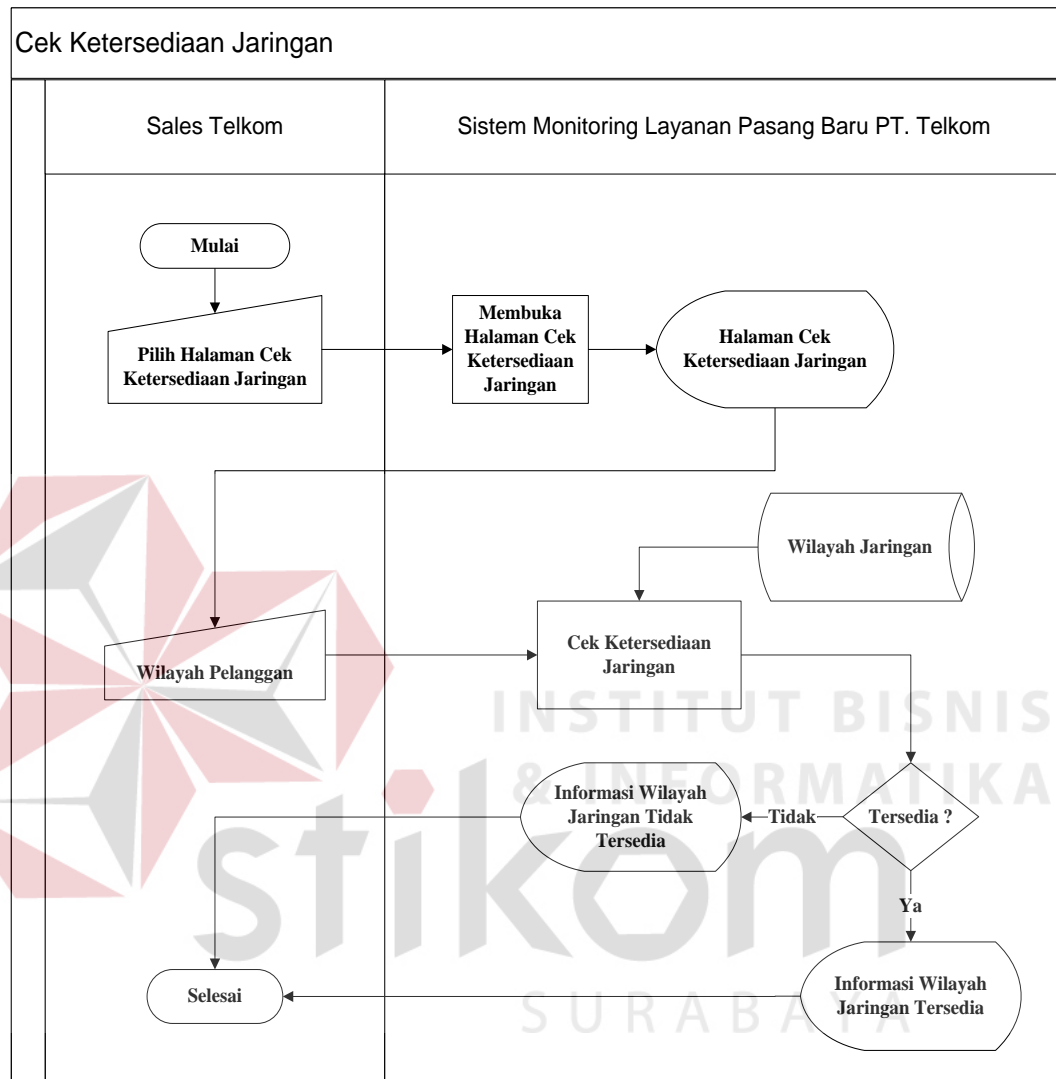 Cek Ketersediaan Jaringan
Sales Telkom
Sistem Monitoring Layanan Pasang Baru PT. Telkom
Mulai
Pilih Halaman Cek
Ketersediaan Jaringan
Membuka
Halaman Cek
Ketersediaan
Jaringan
Halaman Cek
Ketersediaan Jaringan
Wilayah Jaringan
Wilayah Pelanggan
Cek Ketersediaan
Jaringan
Tersedia ?
Tidak
Informasi Wilayah
Jaringan Tidak
Tersedia
Ya
Informasi Wilayah
Jaringan Tersedia
Selesai
INSTITUT BISNIS
& INFORMATIKA
stikom
SURABAYA